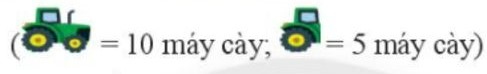 ( = 10 máy cày; = 5 máy cày)